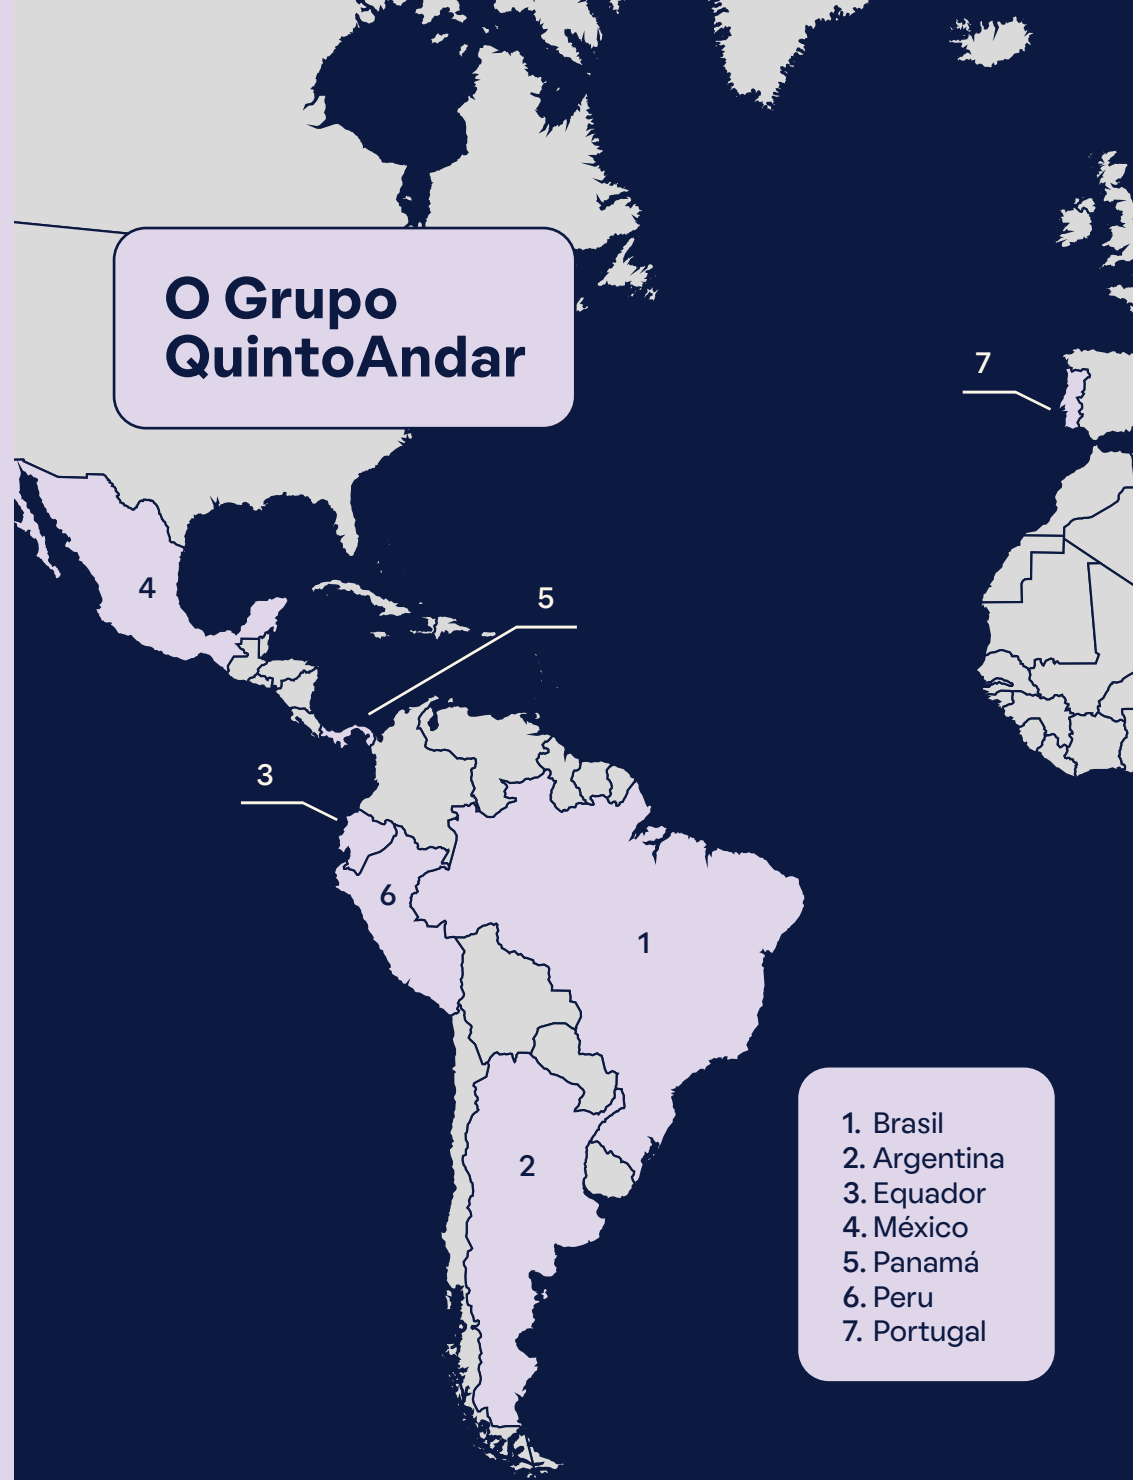 O Grupo
QuintoAndar
7
4
5
3
6
1
2
1. Brasil
2. Argentina
3. Equador
4. México
5. Panamá
6. Peru
7. Portugal